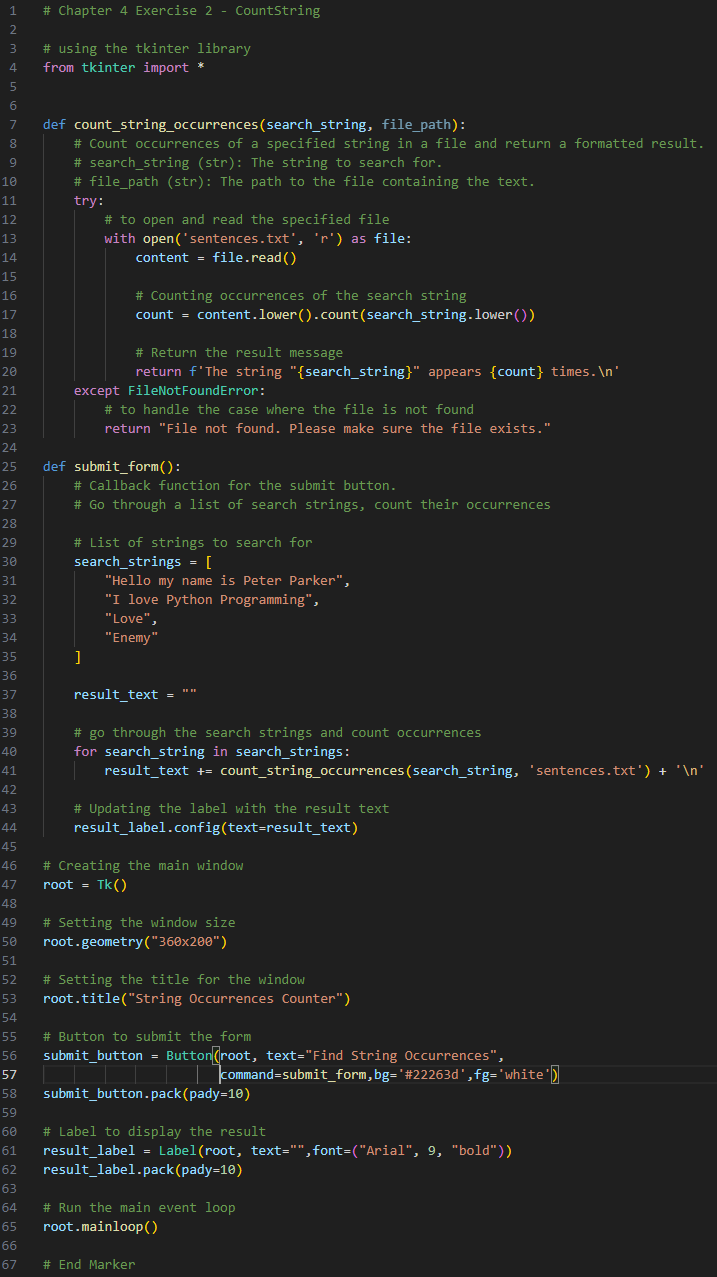 1 # Chapter 4 Exercise 2 - CountString
2
3 # using the tkinter library
4 from tkinter import *
5
6
7 def count_string_occurrences(search_string, file_path):
8     # Count occurrences of a specified string in a file and return a formatted result.
9     # search_string (str): The string to search for.
10     # file_path (str): The path to the file containing the text.
11     try:
12         # to open and read the specified file
13         with open('sentences.txt', 'r') as file:
14             content = file.read()
15
16             # Counting occurrences of the search string
17             count = content.lower().count(search_string.lower())
18
19             # Return the result message
20             return f'The string "{search_string}" appears {count} times.\n'
21     except FileNotFoundError:
22         # to handle the case where the file is not found
23         return "File not found. Please make sure the file exists."
24
25 def submit_form():
26     # Callback function for the submit button.
27     # Go through a list of search strings, count their occurrences
28
29     # List of strings to search for
30     search_strings = [
31         "Hello my name is Peter Parker",
32         "I love Python Programming",
33         "Love",
34         "Enemy"
35     ]
36
37     result_text = ""
38
39     # go through the search strings and count occurrences
40     for search_string in search_strings:
41         result_text += count_string_occurrences(search_string, 'sentences.txt') + '\n'
42
43     # Updating the label with the result text
44     result_label.config(text=result_text)
45
46 # Creating the main window
47 root = Tk()
48
49 # Setting the window size
50 root.geometry("360x200")
51
52 # Setting the title for the window
53 root.title("String Occurrences Counter")
54
55 # Button to submit the form
56 submit_button = Button(root, text="Find String Occurrences",
57                        command=submit_form,bg='#22263d',fg='white')
58 submit_button.pack(pady=10)
59
60 # Label to display the result
61 result_label = Label(root, text="",font=("Arial", 9, "bold"))
62 result_label.pack(pady=10)
63
64 # Run the main event loop
65 root.mainloop()
66
67 # End Marker